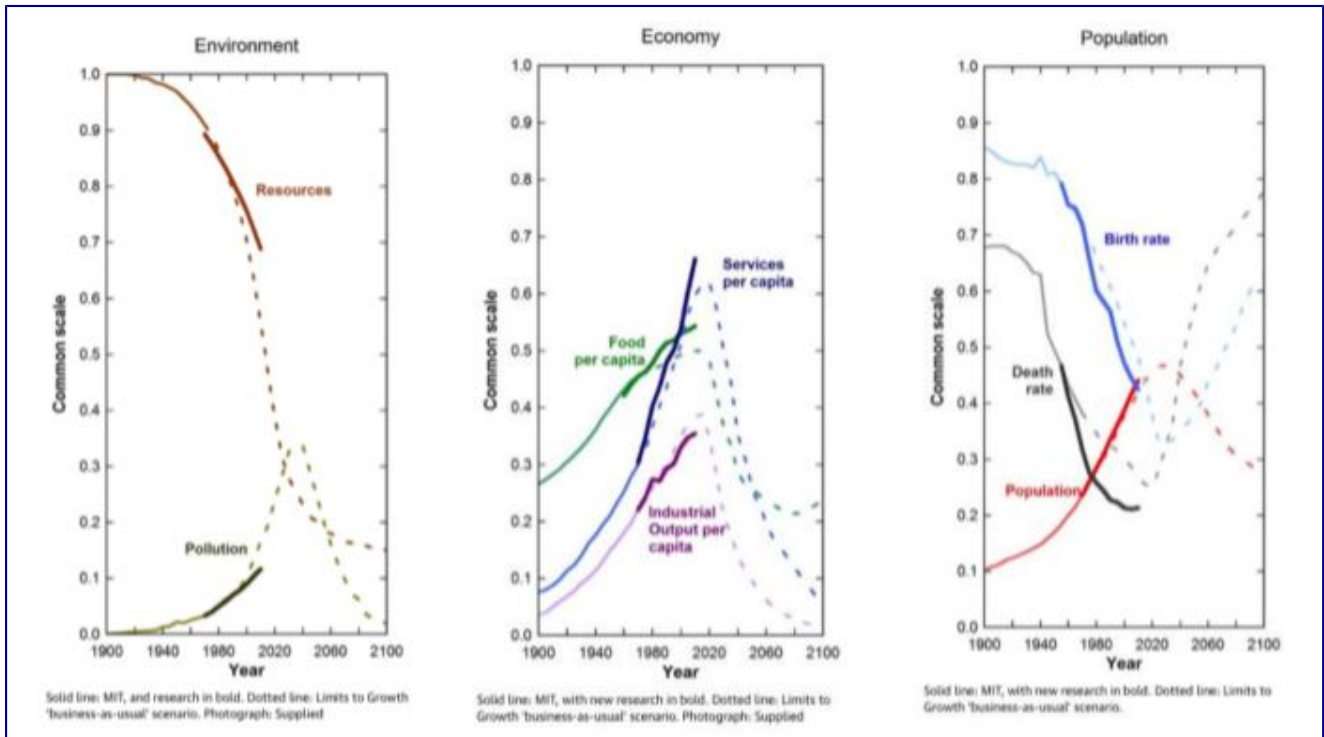 Environment
1.0
0.9
0.8
0.7
0.6
0.5
0.4
0.3
0.2
0.1
0.0
Common scale
Resources
Pollution
1900 1940 1980 2020 2060 2100
Year
Solid line: MIT, and research in bold. Dotted line: Limits to Growth
'business-as-usual' scenario. Photograph: Supplied
Economy
1.0
0.9
0.8
0.7
0.6
0.5
0.4
0.3
0.2
0.1
0.0
Common scale
Services
per capita
Food
per capita
Industrial
Output per
capita
1900 1940 1980 2020 2060 2100
Year
Solid line: MIT, with new research in bold. Dotted line: Limits to
Growth 'business-as-usual' scenario. Photograph: Supplied
Population
1.0
0.9
0.8
0.7
0.6
0.5
0.4
0.3
0.2
0.1
0.0
Common scale
Birth rate
Death
rate
Population
1900 1940 1980 2020 2060 2100
Year
Solid line: MIT, with new research in bold. Dotted line: Limits to
Growth 'business-as-usual' scenario.